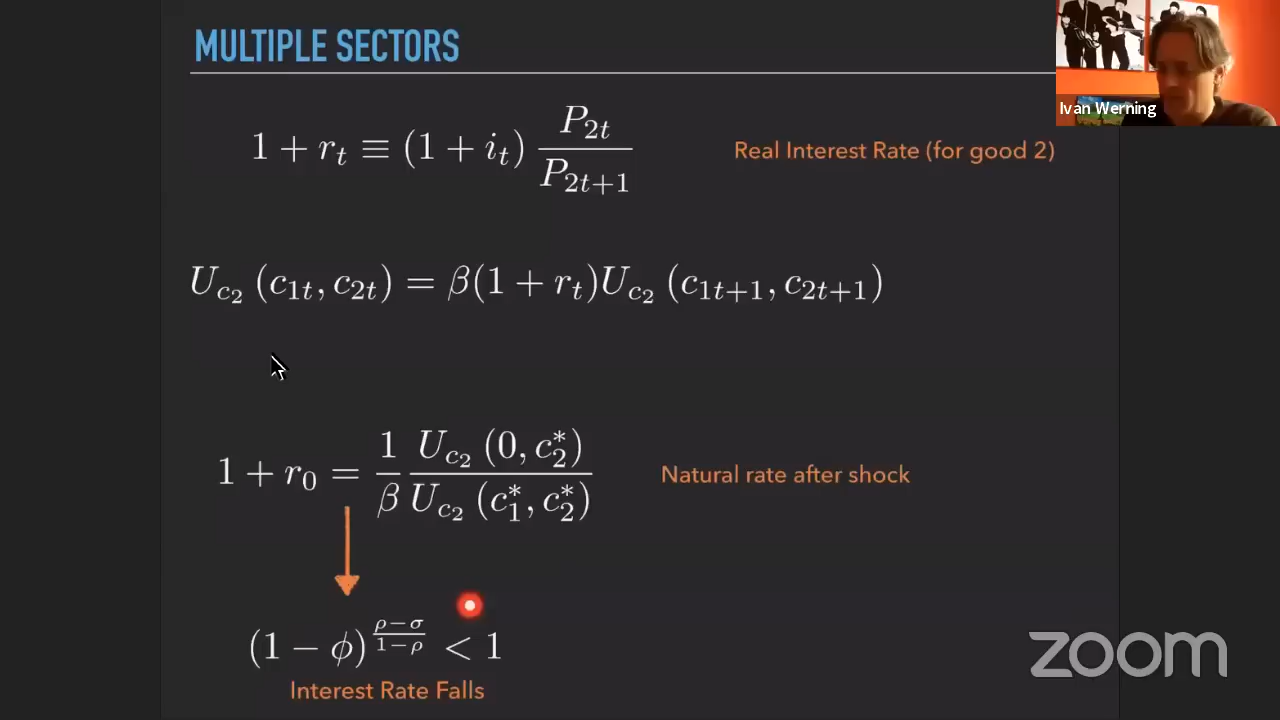 MULTIPLE SECTORS
Ivan Werning
1 + r_t ≡ (1 + i_t) P_{2t} / P_{2t+1}
Real Interest Rate (for good 2)
U_{c_2} (c_{1t}, c_{2t}) = β(1 + r_t)U_{c_2} (c_{1t+1}, c_{2t+1})
1 + r_0 = \frac{1}{β} \frac{U_{c_2} (0, c_2^*)}{U_{c_2} (c_1^*, c_2^*)}
Natural rate after shock
(1 − ϕ)^{\frac{ρ−σ}{1−ρ}} < 1
Interest Rate Falls
zoom